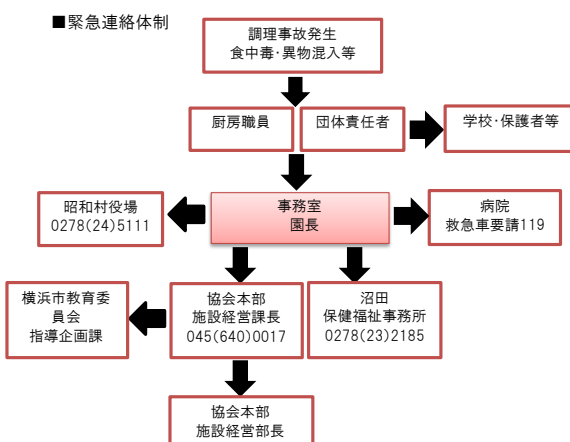 ■緊急連絡体制
調理事故発生
食中毒・異物混入等
厨房職員
団体責任者
学校・保護者等
昭和村役場
0278(24)5111
事務室
園長
病院
救急車要請119
横浜市教育委
員会
指導企画課
協会本部
施設経営課長
045(640)0017
沼田
保健福祉事務所
0278(23)2185
協会本部
施設経営部長